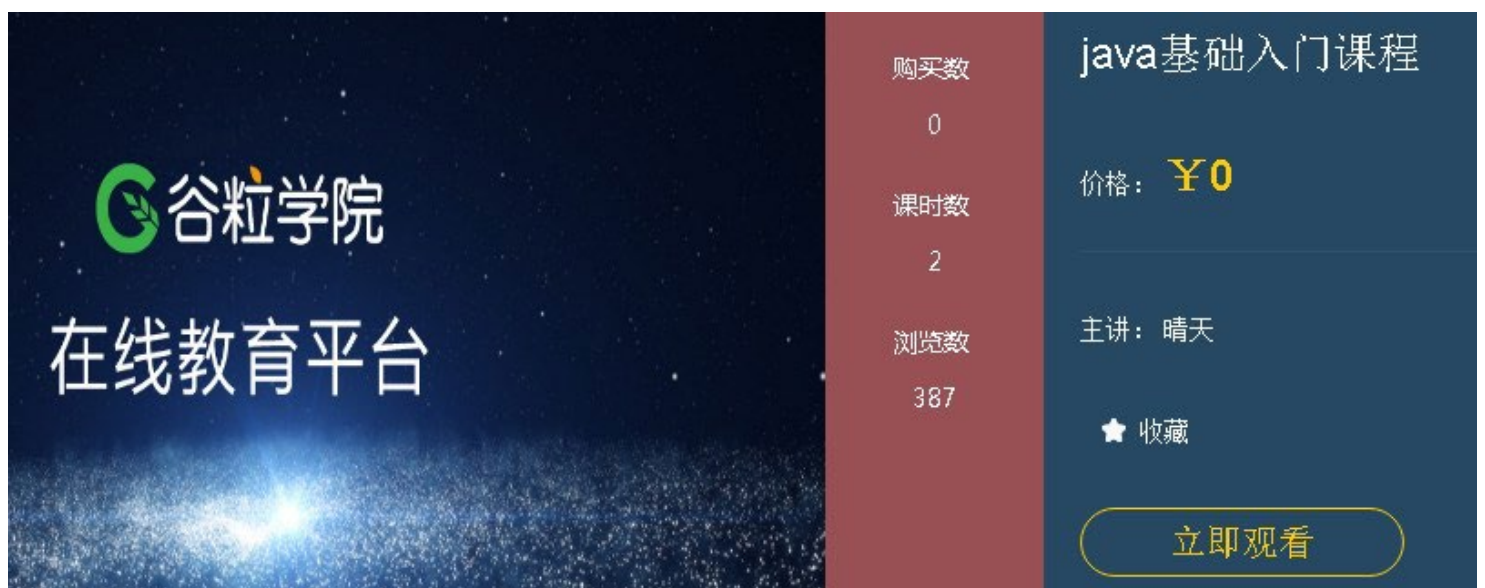 谷粒学院
在线教育平台
购买数
0
课时数
2
浏览数
387
java基础入门课程
价格：￥0
主讲：晴天
收藏
立即观看